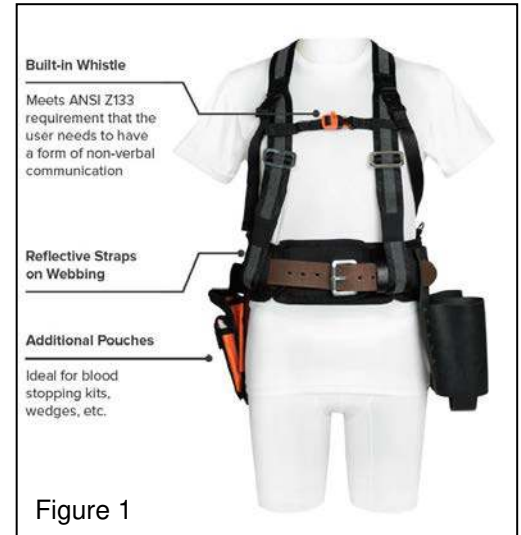 Built-in Whistle
Meets ANSI Z133
requirement that the
user needs to have
a form of non-verbal
communication
Reflective Straps
on Webbing
Additional Pouches
Ideal for blood
stopping kits,
wedges, etc.
Figure 1